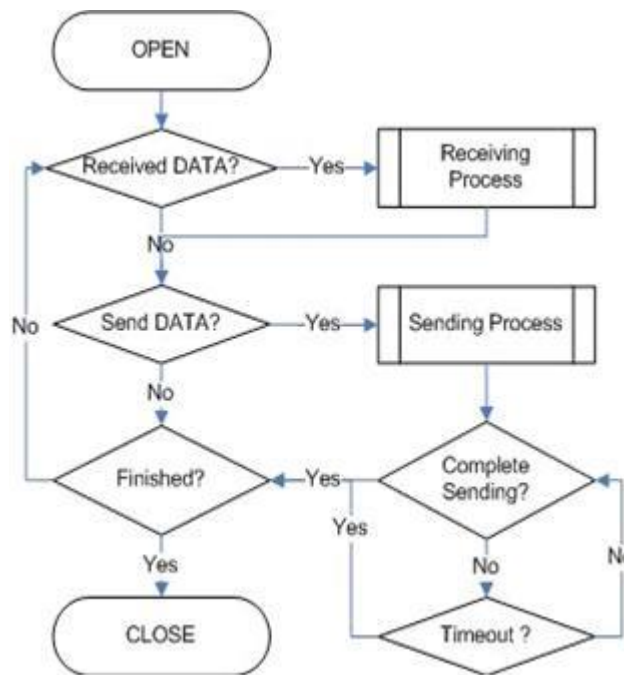 OPEN
Received DATA?
Yes
Receiving
Process
No
Send DATA?
Yes
Sending Process
No
No
Finished?
Yes
Complete
Sending?
Yes
Yes
No
No
CLOSE
Timeout ?